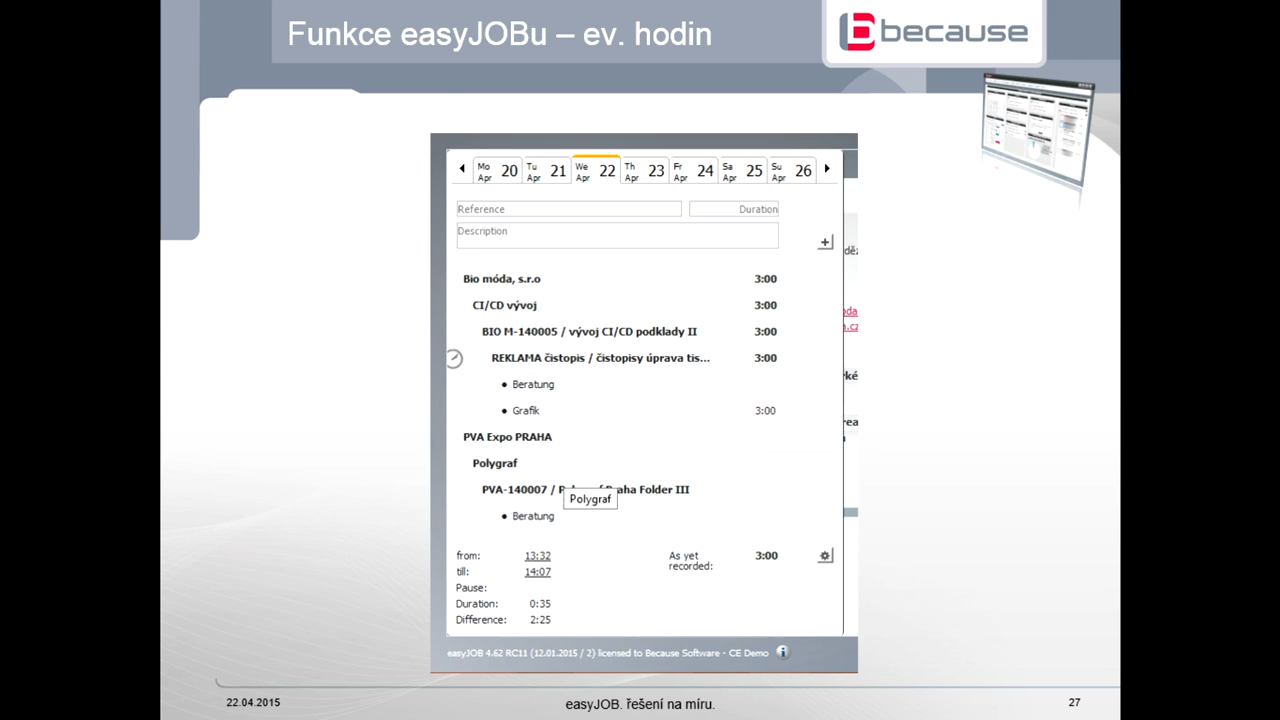 Funkce easyJOBu – ev. hodin
because
Mo Apr 20 Tu Apr 21 We Apr 22 Th Apr 23 Fr Apr 24 Sa Apr 25 Su Apr 26
Reference Duration
Description
+
Bio móda, s.r.o 3:00
CI/CD vývoj 3:00
BIO M-140005 / vývoj CI/CD podklady II 3:00
REKLAMA čistopis / čistopisy úprava tis... 3:00
• Beratung
• Grafik 3:00
PVA Expo PRAHA
Polygraf
PVA-140007 / Praha Folder III
Polygraf
• Beratung
from: 13:32 As yet recorded: 3:00
till: 14:07
Pause:
Duration: 0:35
Difference: 2:25
easyJOB 4.62 RC11 (12.01.2015 / 2) licensed to Because Software - CE Demo
22.04.2015 easyJOB. řešení na míru. 27